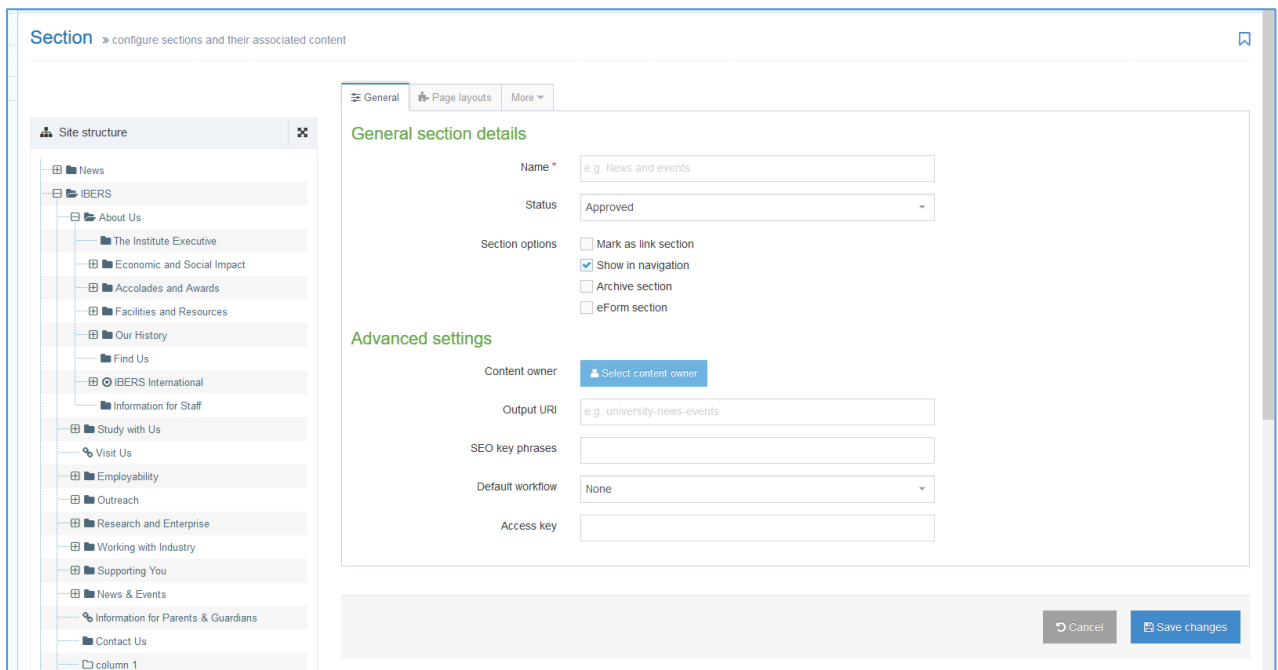 Section » configure sections and their associated content
General Page layouts More
Site structure
News
IBERS
About Us
The Institute Executive
Economic and Social Impact
Accolades and Awards
Facilities and Resources
Our History
Find Us
IBERS International
Information for Staff
Study with Us
Visit Us
Employability
Outreach
Research and Enterprise
Working with Industry
Supporting You
News & Events
Information for Parents & Guardians
Contact Us
column 1
General section details
Name * e.g. News and events
Status Approved
Section options Mark as link section
Show in navigation
Archive section
eForm section
Advanced settings
Content owner Select content owner
Output URI e.g. university-news-events
SEO key phrases
Default workflow None
Access key
Cancel Save changes